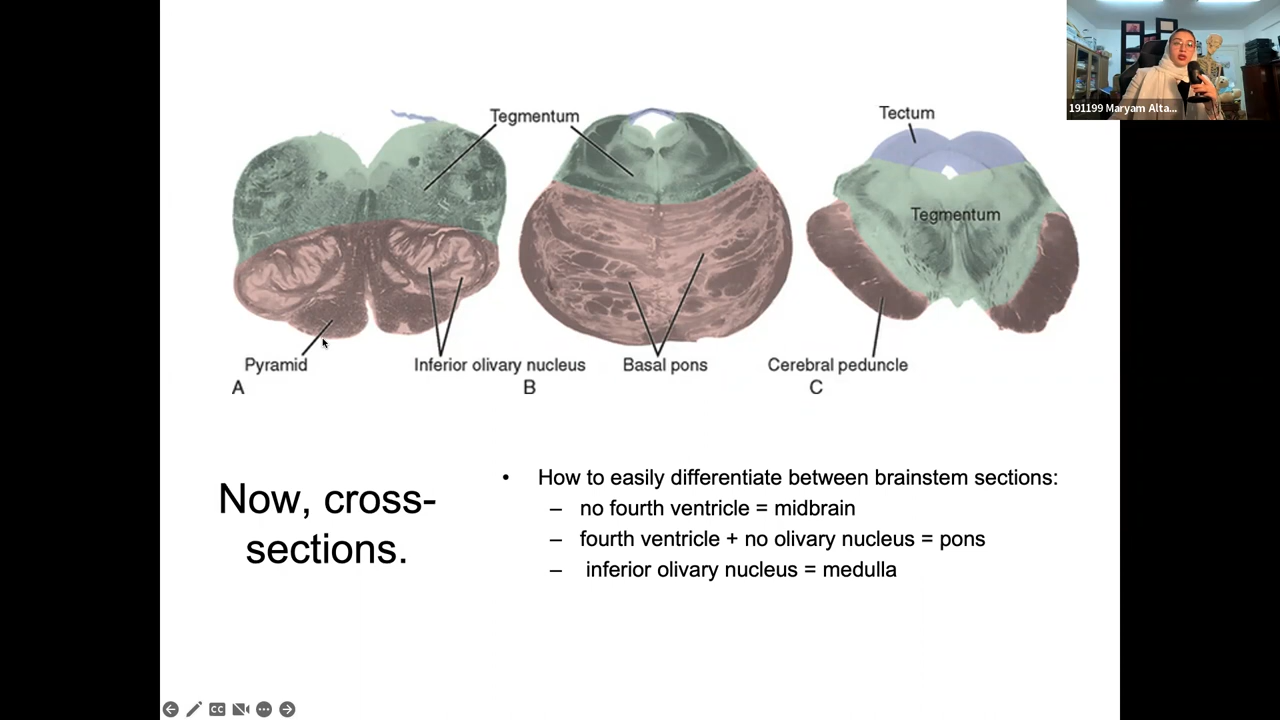 191199 Maryam Alta...
Tegmentum
Tectum
Tegmentum
Pyramid
Inferior olivary nucleus
Basal pons
Cerebral peduncle
A
B
C
Now, cross-
sections.
• How to easily differentiate between brainstem sections:
– no fourth ventricle = midbrain
– fourth ventricle + no olivary nucleus = pons
– inferior olivary nucleus = medulla
CC